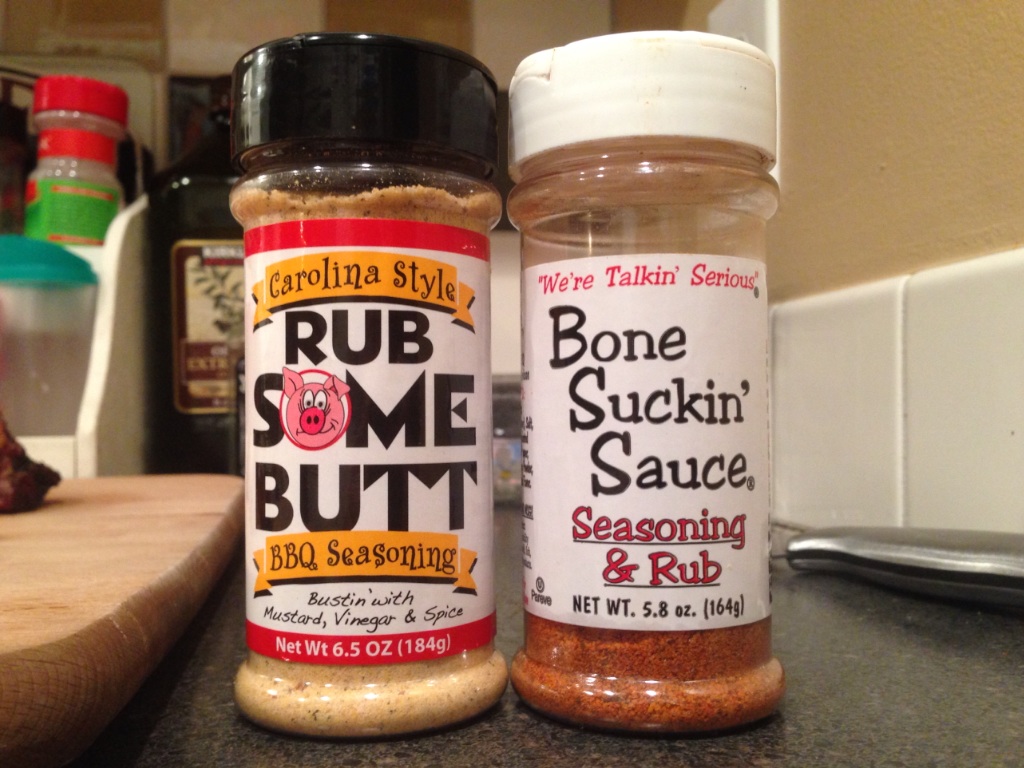 Carolina Style
RUB
SOME
BUTT
BBQ Seasoning
Bustin' with
Mustard, Vinegar & Spice
Net Wt 6.5 OZ (184g)
"We're Talkin' Serious"
Bone
Suckin'
Sauce®
Seasoning
& Rub
Pareve
NET WT. 5.8 oz. (164g)